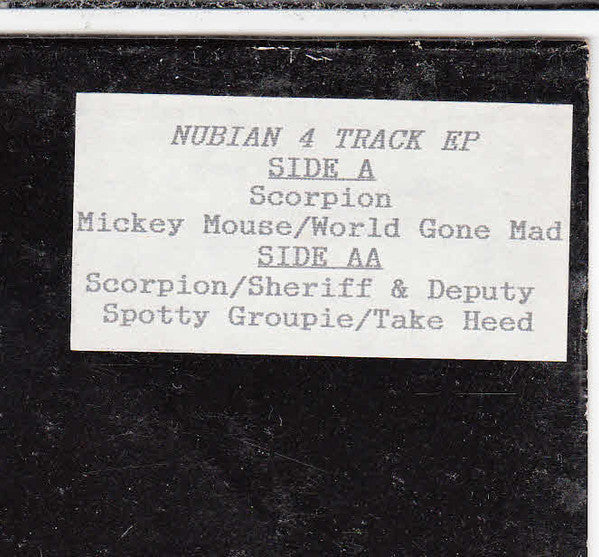 NUBIAN 4 TRACK EP
SIDE A
Scorpion
Mickey Mouse/World Gone Mad
SIDE AA
Scorpion/Sheriff & Deputy
Spotty Groupie/Take Heed